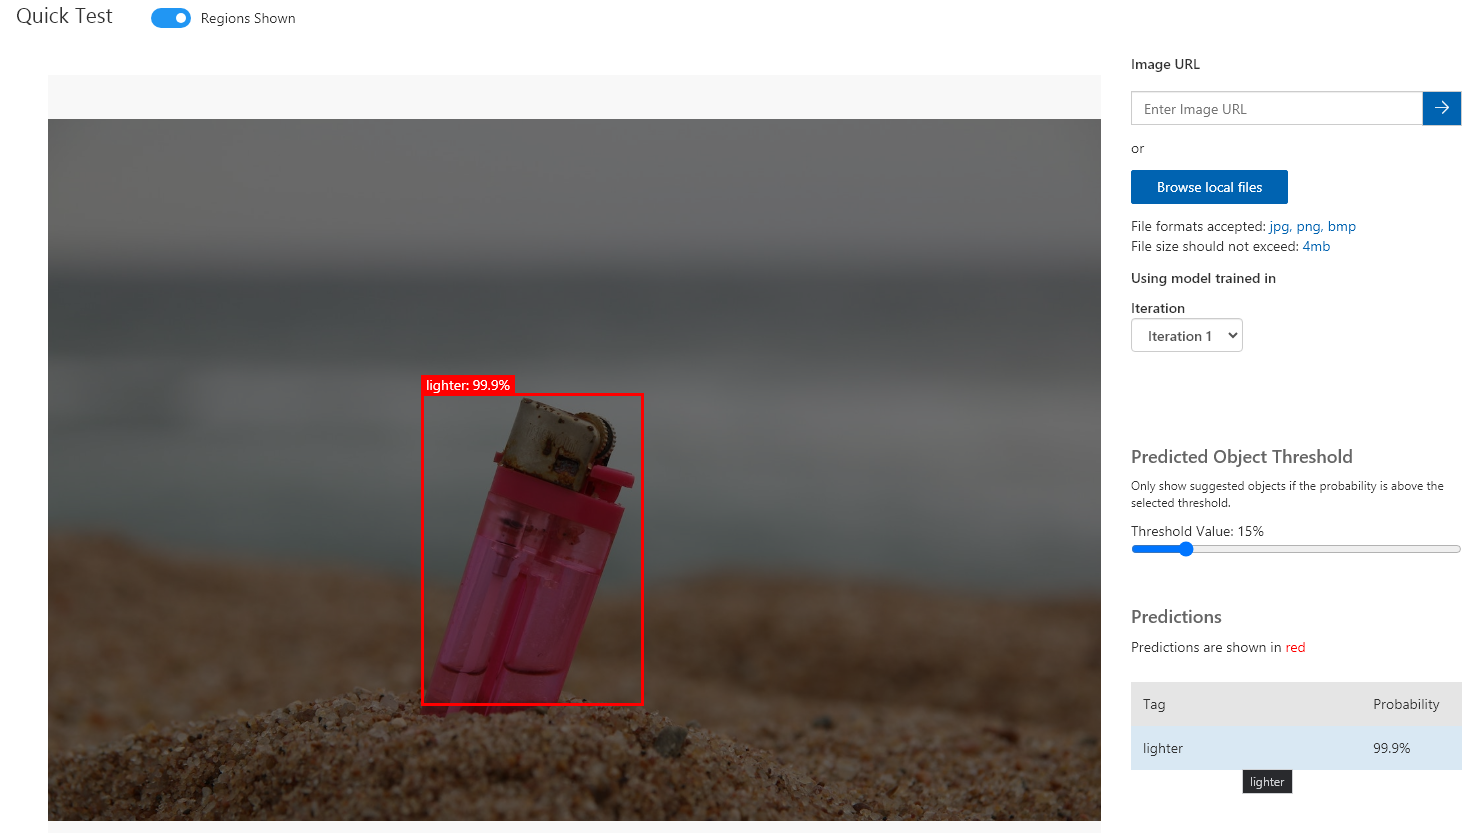 Quick Test
Regions Shown
Image URL
Enter Image URL
or
Browse local files
File formats accepted: jpg, png, bmp
File size should not exceed: 4mb
Using model trained in
Iteration
Iteration 1
lighter: 99.9%
Predicted Object Threshold
Only show suggested objects if the probability is above the
selected threshold.
Threshold Value: 15%
Predictions
Predictions are shown in red
Tag Probability
lighter 99.9%
lighter